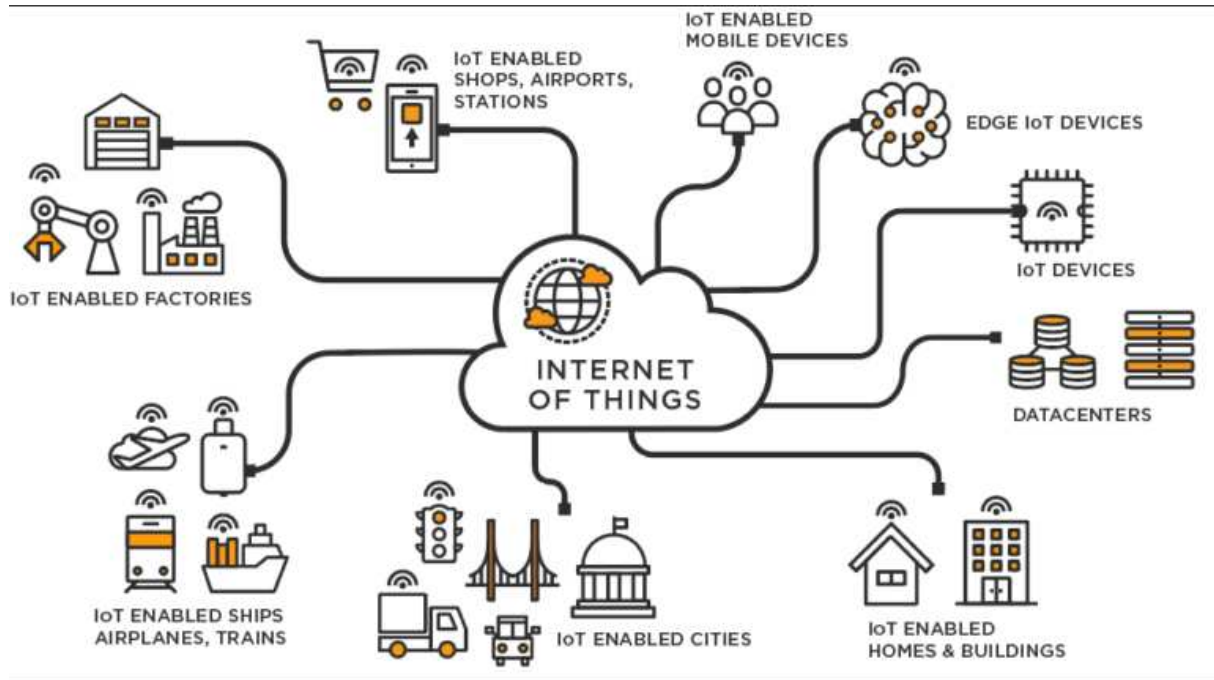 IoT ENABLED
MOBILE DEVICES
IoT ENABLED
SHOPS, AIRPORTS,
STATIONS
EDGE IoT DEVICES
IoT DEVICES
IoT ENABLED FACTORIES
INTERNET
OF THINGS
DATACENTERS
IoT ENABLED SHIPS
AIRPLANES, TRAINS
IoT ENABLED CITIES
IoT ENABLED
HOMES & BUILDINGS